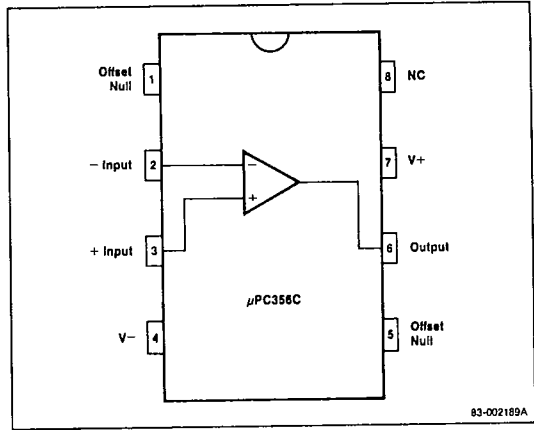 Offset
Null
1
8
NC
− Input
2
−
7
V+
+
+ Input
3
6
Output
μPC356C
V−
4
5
Offset
Null
83-002189A